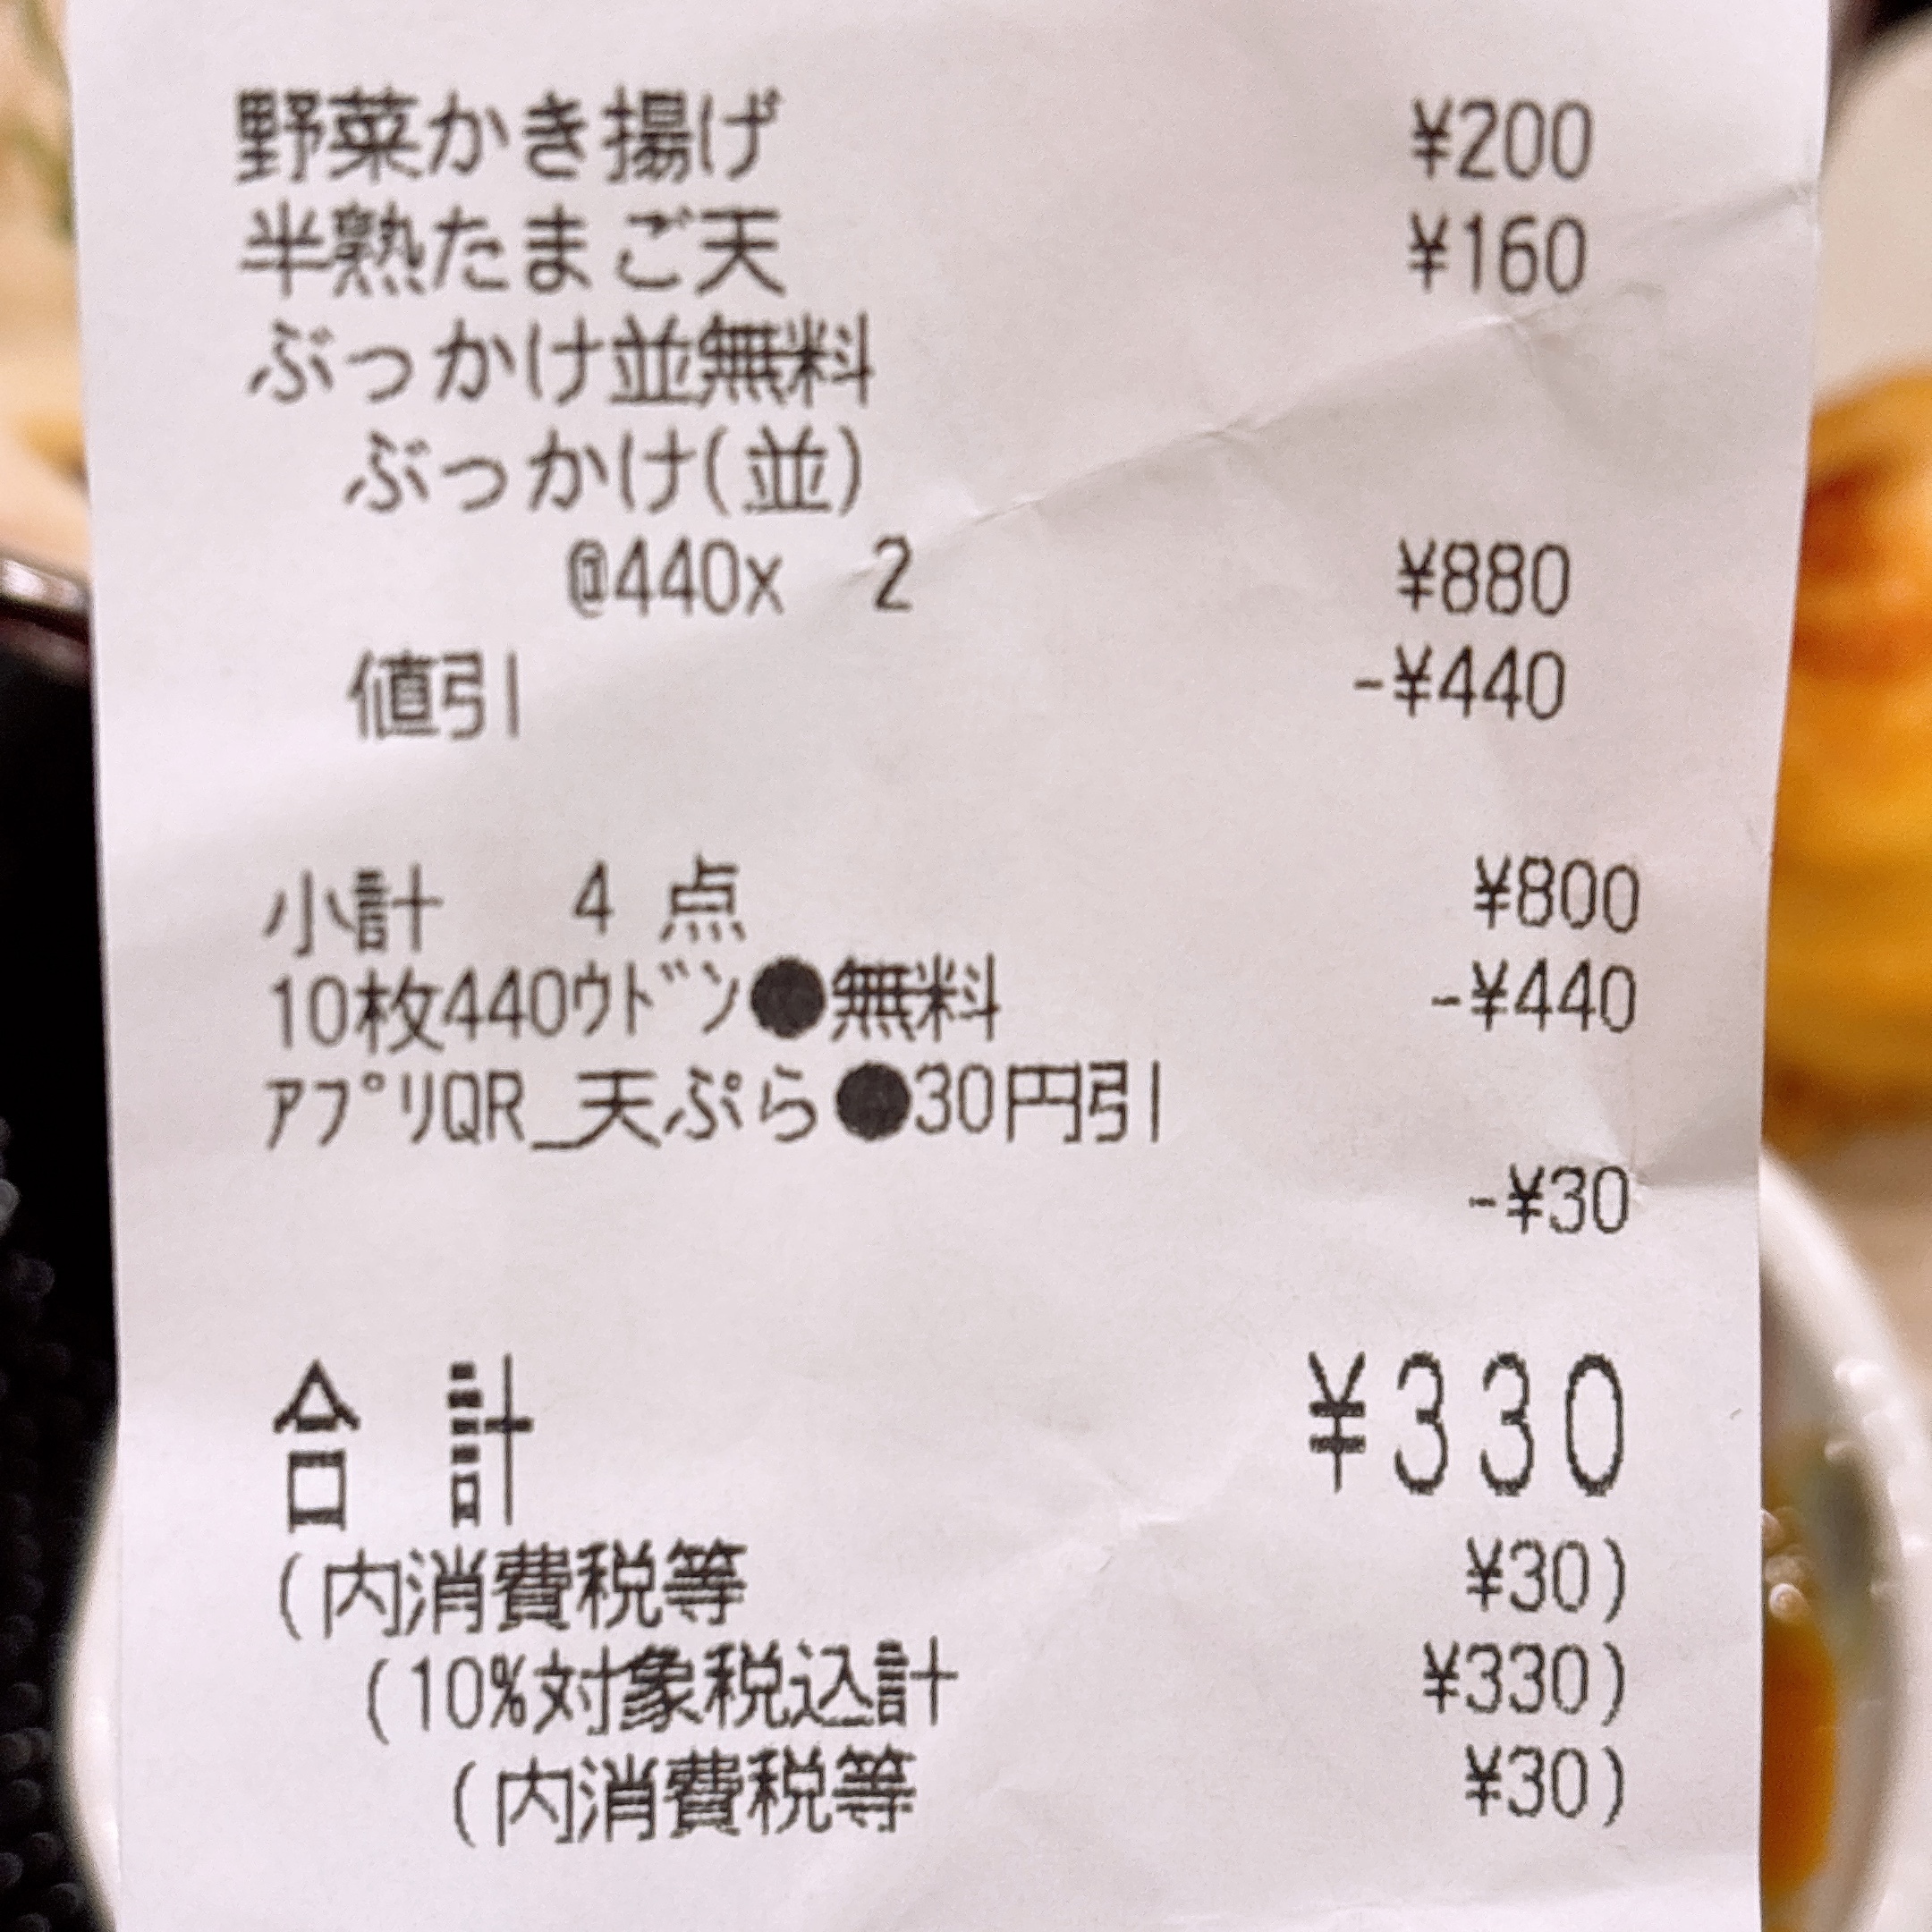 野菜かき揚げ ¥200
半熟たまご天 ¥160
ぶっかけ並無料
ぶっかけ(並)
@440x 2 ¥880
値引 -¥440
小計 4 点 ¥800
10枚440ｳﾄﾞﾝ●無料 -¥440
ｱﾌﾟﾘQR_天ぷら●30円引
-¥30
合 計 ¥330
(内消費税等 ¥30)
(10%対象税込計 ¥330)
(内消費税等 ¥30)